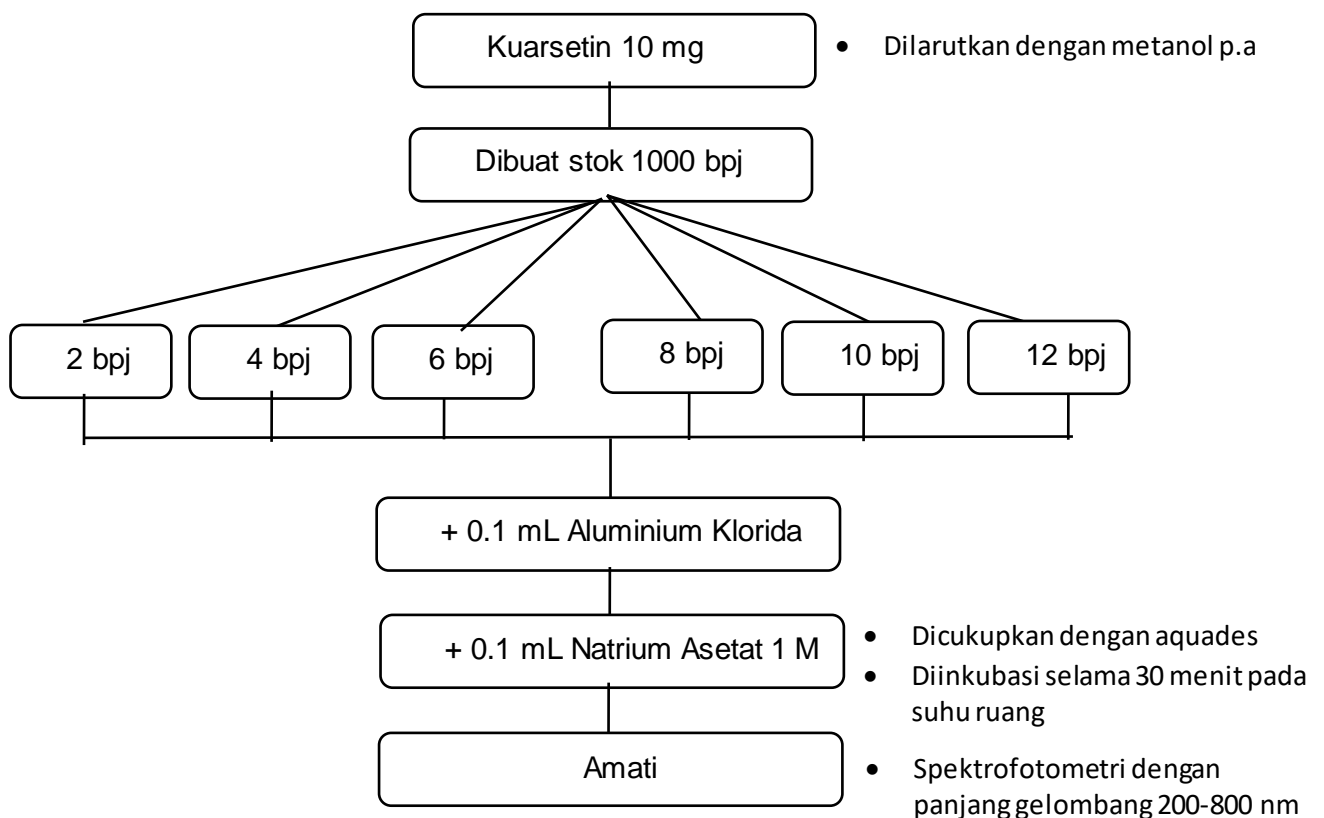 Kuarsetin 10 mg
• Dilarutkan dengan metanol p.a
Dibuat stok 1000 bpj
2 bpj
4 bpj
6 bpj
8 bpj
10 bpj
12 bpj
+ 0.1 mL Aluminium Klorida
+ 0.1 mL Natrium Asetat 1 M
• Dicukupkan dengan aquades
• Diinkubasi selama 30 menit pada
suhu ruang
Amati
• Spektrofotometri dengan
panjang gelombang 200-800 nm